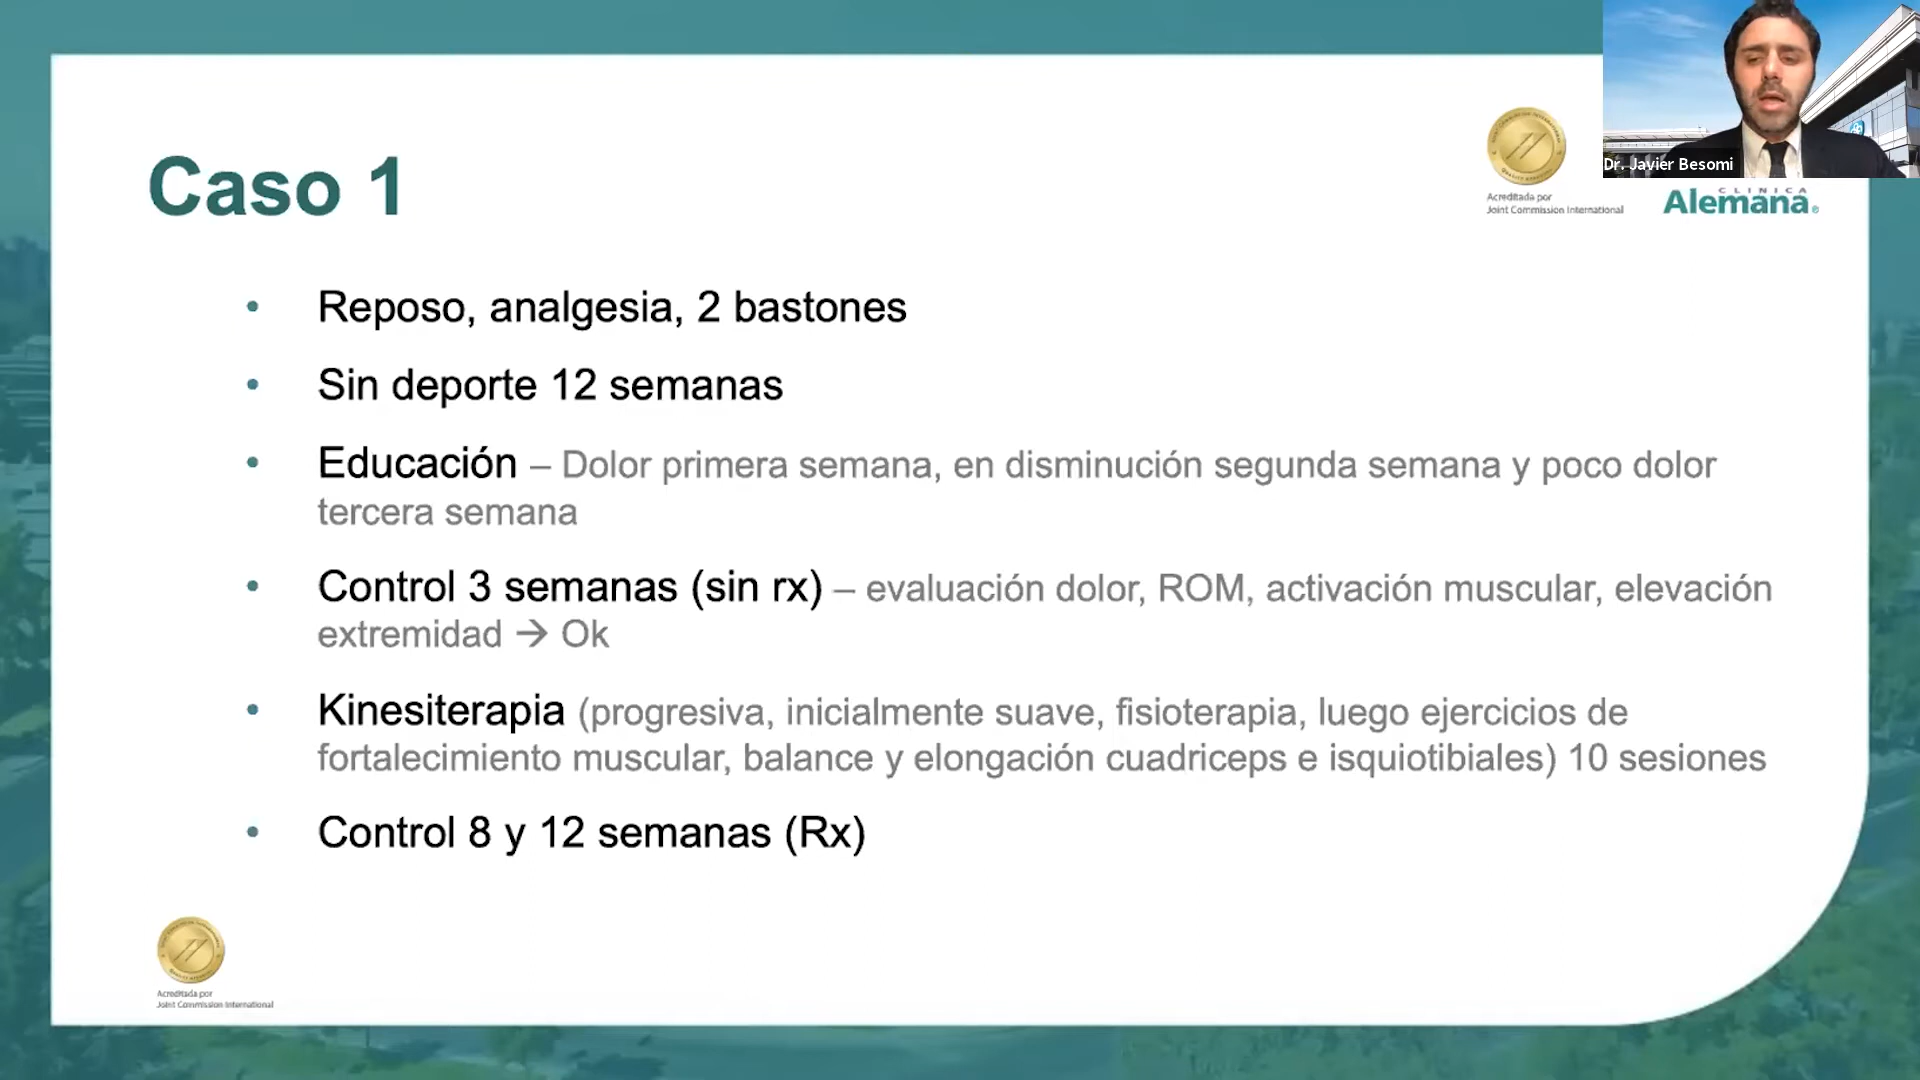 Dr. Javier Besomi
Caso 1
Acreditada por
Joint Commission International
CLINICA
Alemana
• Reposo, analgesia, 2 bastones
• Sin deporte 12 semanas
• Educación – Dolor primera semana, en disminución segunda semana y poco dolor
tercera semana
• Control 3 semanas (sin rx) – evaluación dolor, ROM, activación muscular, elevación
extremidad → Ok
• Kinesiterapia (progresiva, inicialmente suave, fisioterapia, luego ejercicios de
fortalecimiento muscular, balance y elongación cuadriceps e isquiotibiales) 10 sesiones
• Control 8 y 12 semanas (Rx)
Acreditada por
Joint Commission International